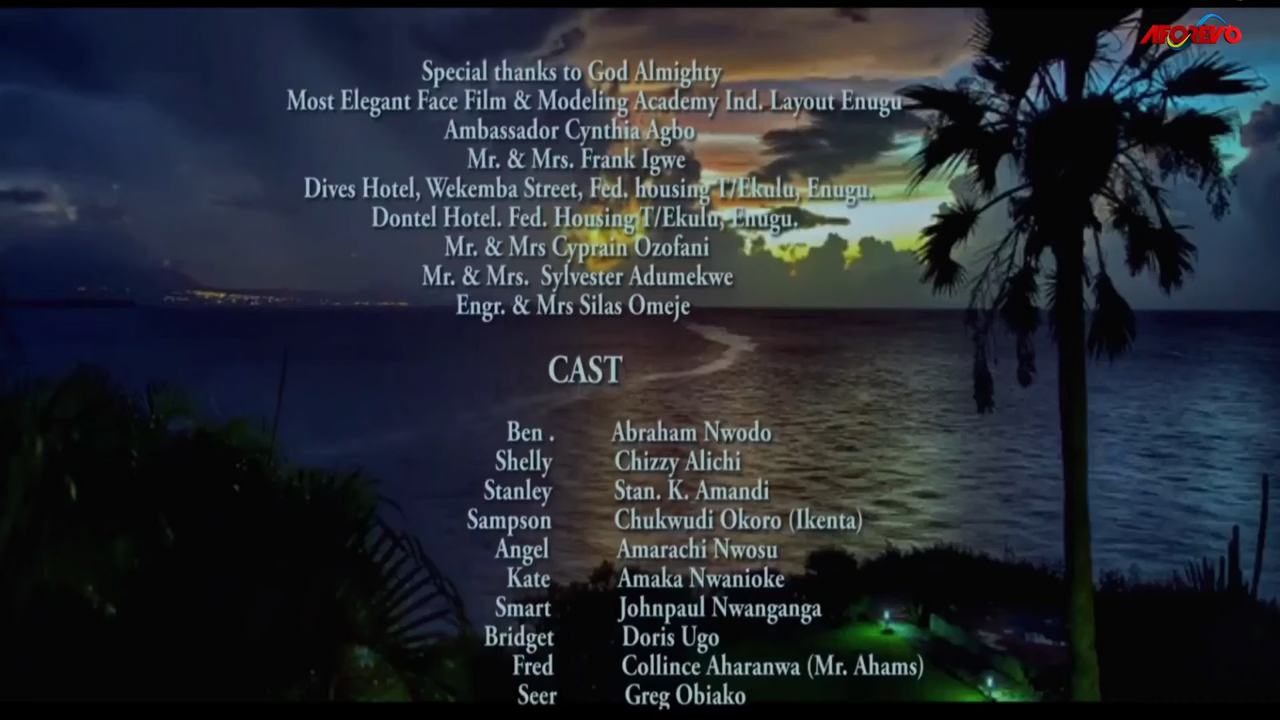 AFOREVO
Special thanks to God Almighty
Most Elegant Face Film & Modeling Academy Ind. Layout Enugu
Ambassador Cynthia Agbo
Mr. & Mrs. Frank Igwe
Dives Hotel, Wekemba Street, Fed. housing T/Ekulu, Enugu.
Dontel Hotel. Fed. Housing T/Ekulu, Enugu.
Mr. & Mrs Cyprain Ozofani
Mr. & Mrs. Sylvester Adumekwe
Engr. & Mrs Silas Omeje
CAST
Ben . Abraham Nwodo
Shelly Chizzy Alichi
Stanley Stan. K. Amandi
Sampson Chukwudi Okoro (Ikenta)
Angel Amarachi Nwosu
Kate Amaka Nwanioke
Smart Johnpaul Nwanganga
Bridget Doris Ugo
Fred Collince Aharanwa (Mr. Ahams)
Seer Greg Obiako